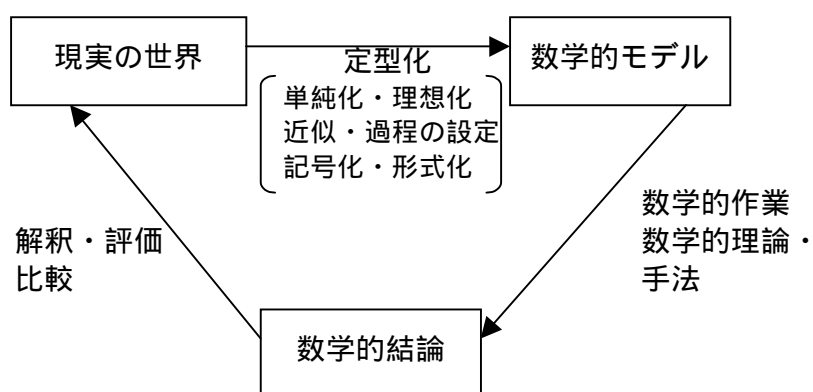 現実の世界
定型化
数学的モデル
単純化・理想化
近似・過程の設定
記号化・形式化
数学的作業
数学的理論・
手法
解釈・評価
比較
数学的結論